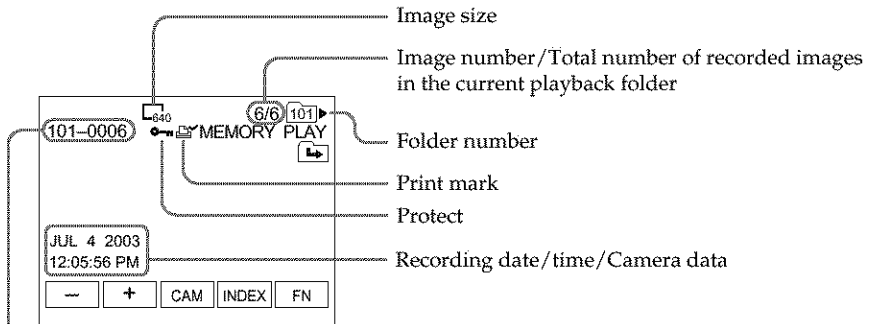 Image size
Image number/Total number of recorded images
in the current playback folder
640
6/6 101
101–0006
MEMORY PLAY
Folder number
Print mark
Protect
JUL 4 2003
12:05:56 PM
Recording date/time/Camera data
– + CAM INDEX FN